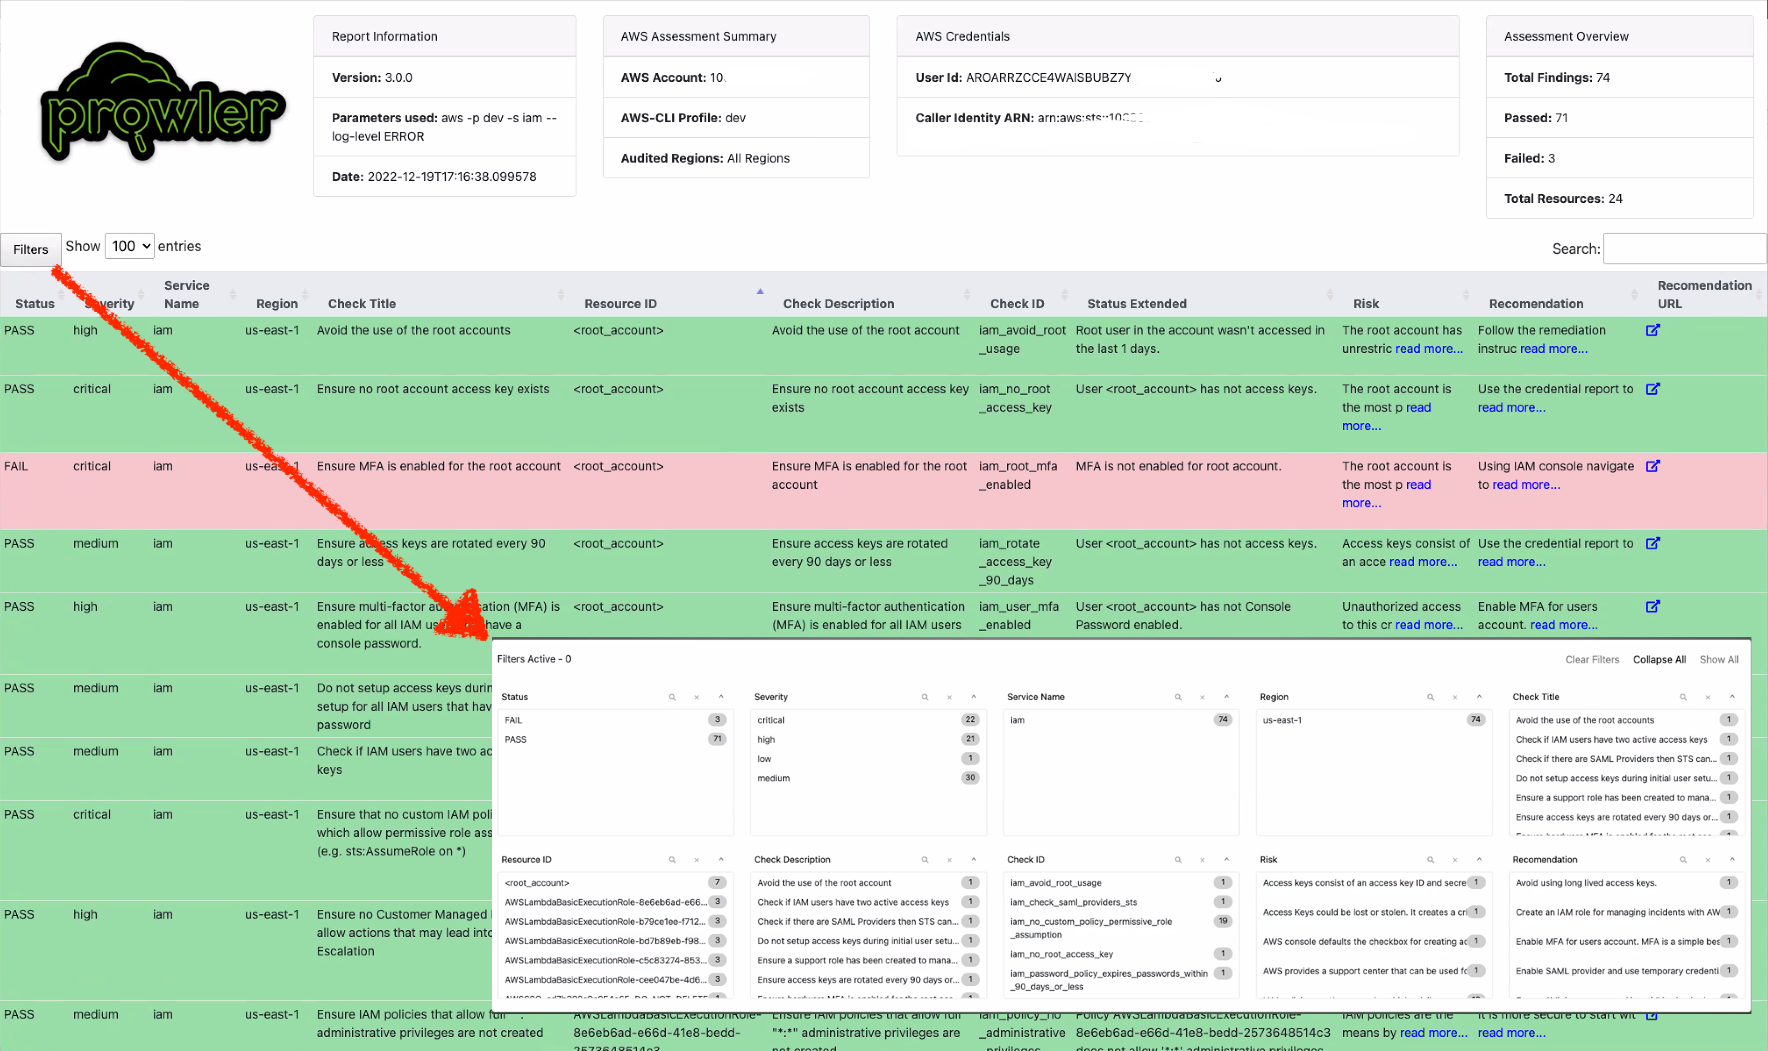 prowler
Report Information
Version: 3.0.0
Parameters used: aws -p dev -s iam --
log-level ERROR
Date: 2022-12-19T17:16:38.099578
AWS Assessment Summary
AWS Account: 10
AWS-CLI Profile: dev
Audited Regions: All Regions
AWS Credentials
User Id: AROARRZCCE4WAISBUBZ7Y
Caller Identity ARN: arn:aws:sts::
Assessment Overview
Total Findings: 74
Passed: 71
Failed: 3
Total Resources: 24
Filters Show 100 entries
Search:
Status Severity Service Name Region Check Title Resource ID Check Description Check ID Status Extended Risk Recomendation Recomendation URL
PASS high iam us-east-1 Avoid the use of the root accounts <root_account> Avoid the use of the root account iam_avoid_root Root user in the account wasn't accessed in The root account has Follow the remediation
_usage the last 1 days. unrestric read more... instruc read more...
PASS critical iam us-east-1 Ensure no root account access key exists <root_account> Ensure no root account access key iam_no_root User <root_account> has not access keys. The root account is Use the credential report to
exists _access_key the most p read read more...
more...
FAIL critical iam us-east-1 Ensure MFA is enabled for the root account <root_account> Ensure MFA is enabled for the root iam_root_mfa MFA is not enabled for root account. The root account is Using IAM console navigate
account _enabled the most p read to read more...
more...
PASS medium iam us-east-1 Ensure access keys are rotated every 90 <root_account> Ensure access keys are rotated iam_rotate User <root_account> has not access keys. Access keys consist of Use the credential report to
days or less every 90 days or less _access_key an acce read more... read more...
_90_days
PASS high iam us-east-1 Ensure multi-factor authentication (MFA) is <root_account> Ensure multi-factor authentication iam_user_mfa User <root_account> has not Console Unauthorized access Enable MFA for users
enabled for all IAM have a (MFA) is enabled for all IAM users _enabled Password enabled. to this cr read more... account. read more...
console password.
PASS medium iam us-east-1 Do not setup access keys durin
setup for all IAM users that hav
password
PASS medium iam us-east-1 Check if IAM users have two ac
keys
PASS critical iam us-east-1 Ensure that no custom IAM poli
which allow permissive role ass
(e.g. sts:AssumeRole on *)
PASS high iam us-east-1 Ensure no Customer Managed
allow actions that may lead into
Escalation
PASS medium iam us-east-1 Ensure IAM policies that allow full AWSLambdaBasicExecutionRole- Ensure IAM policies that allow full iam_policy_no Policy AWSLambdaBasicExecutionRole- IAM policies are the It is more secure to start wit
administrative privileges are not created 8e6eb6ad-e66d-41e8-bedd- "*:*" administrative privileges are _administrative 8e6eb6ad-e66d-41e8-bedd-2573648514c3 means by read more... read more...
2573648514c3 not created _privileges does not allow '*:*' administrative privileges
Filters Active - 0 Clear Filters Collapse All Show All
Status
FAIL 3
PASS 71
Severity
critical 22
high 21
low 1
medium 30
Service Name
iam 74
Region
us-east-1 74
Check Title
Avoid the use of the root accounts 1
Check if IAM users have two active access keys 1
Check if there are SAML Providers then STS can... 1
Do not setup access keys during initial user setu... 1
Ensure a support role has been created to mana... 1
Ensure access keys are rotated every 90 days or... 1
Resource ID
<root_account> 7
AWSLambdaBasicExecutionRole-8e6eb6ad-e66... 3
AWSLambdaBasicExecutionRole-b79ce1ee-f712... 3
AWSLambdaBasicExecutionRole-bd7b89eb-f98... 3
AWSLambdaBasicExecutionRole-c5c83274-853... 3
AWSLambdaBasicExecutionRole-cee047be-4d6... 3
Check Description
Avoid the use of the root account 1
Check if IAM users have two active access keys 1
Check if there are SAML Providers then STS can... 1
Do not setup access keys during initial user setu... 1
Ensure a support role has been created to mana... 1
Ensure access keys are rotated every 90 days or... 1
Check ID
iam_avoid_root_usage 1
iam_check_saml_providers_sts 1
iam_no_custom_policy_permissive_role 19
_assumption
iam_no_root_access_key 1
iam_password_policy_expires_passwords_within 1
_90_days_or_less
Risk
Access keys consist of an access key ID and secre 1
Access Keys could be lost or stolen. It creates a cri 1
AWS console defaults the checkbox for creating ac 1
AWS provides a support center that can be used fo 1
Recomendation
Avoid using long lived access keys. 1
Create an IAM role for managing incidents with AW 1
Enable MFA for users account. MFA is a simple bes 1
Enable SAML provider and use temporary credenti 1